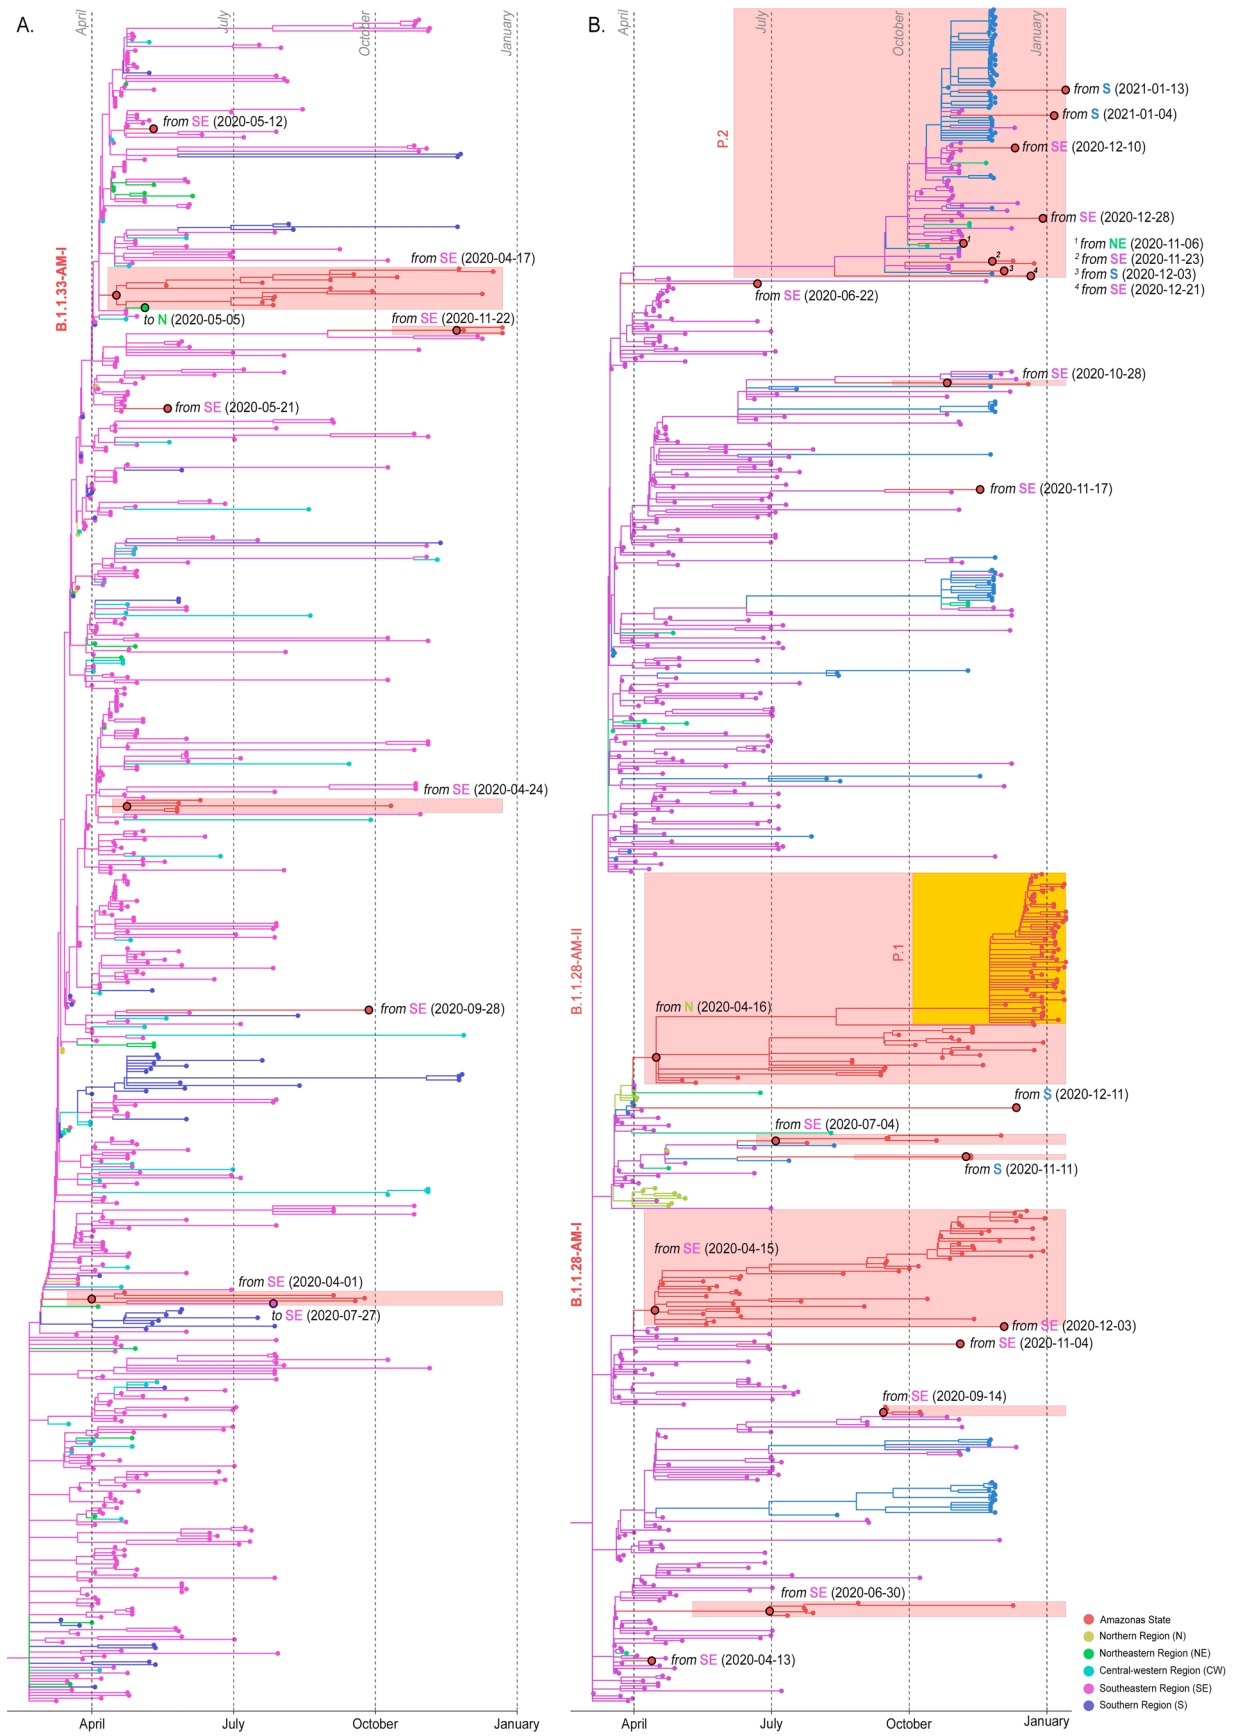 A.
April
July
October
January
from SE (2020-05-12)
B.1.1.33-AM-I
from SE (2020-04-17)
to N (2020-05-05)
from SE (2020-11-22)
from SE (2020-05-21)
from SE (2020-04-24)
from SE (2020-09-28)
from SE (2020-04-01)
to SE (2020-07-27)
April
July
October
January
B.
April
July
October
January
P.2
from S (2021-01-13)
from S (2021-01-04)
from SE (2020-12-10)
from SE (2020-12-28)
1
2
3
4
1 from NE (2020-11-06)
2 from SE (2020-11-23)
3 from S (2020-12-03)
4 from SE (2020-12-21)
from SE (2020-06-22)
from SE (2020-10-28)
from SE (2020-11-17)
B.1.1.28-AM-II
P.1
from N (2020-04-16)
from S (2020-12-11)
from SE (2020-07-04)
from S (2020-11-11)
B.1.1.28-AM-I
from SE (2020-04-15)
from SE (2020-12-03)
from SE (2020-11-04)
from SE (2020-09-14)
from SE (2020-06-30)
from SE (2020-04-13)
Amazonas State
Northern Region (N)
Northeastern Region (NE)
Central-western Region (CW)
Southeastern Region (SE)
Southern Region (S)
April
July
October
January